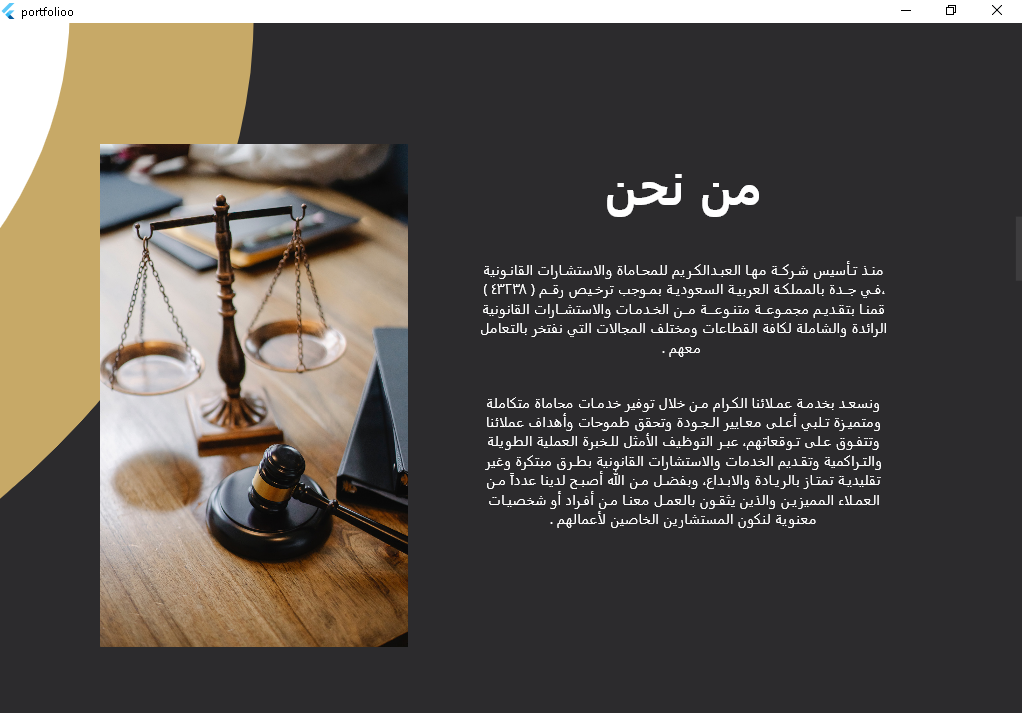 portfolioo
من نحن
منذ تأسيس شركة مها العبدالكريم للمحاماة والاستشارات القانونية
،في جدة بالمملكة العربية السعودية بموجب ترخيص رقم ( ٤٣٢٣٨ )
قمنا بتقديم مجموعة متنوعة من الخدمات والاستشارات القانونية
الرائدة والشاملة لكافة القطاعات ومختلف المجالات التي نفتخر بالتعامل
معهم .
ونسعد بخدمة عملائنا الكرام من خلال توفير خدمات محاماة متكاملة
ومتميزة تلبي أعلى معايير الجودة وتحقق طموحات وأهداف عملائنا
وتتفوق على توقعاتهم، عبر التوظيف الأمثل للخبرة العملية الطويلة
والتراكمية وتقديم الخدمات والاستشارات القانونية بطرق مبتكرة وغير
تقليدية تمتاز بالريادة والابداع، وبفضل من الله أصبح لدينا عدداً من
العملاء المميزين والذين يثقون بالعمل معنا من أفراد أو شخصيات
معنوية لنكون المستشارين الخاصين لأعمالهم .